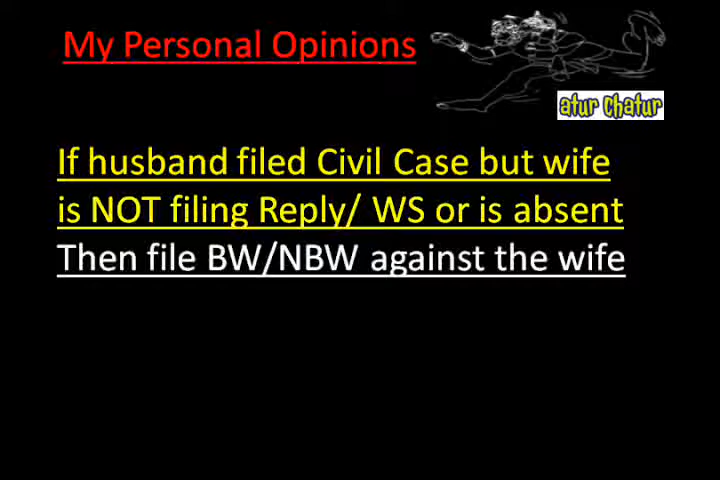 My Personal Opinions
atur chatur
If husband filed Civil Case but wife
is NOT filing Reply/ WS or is absent
Then file BW/NBW against the wife